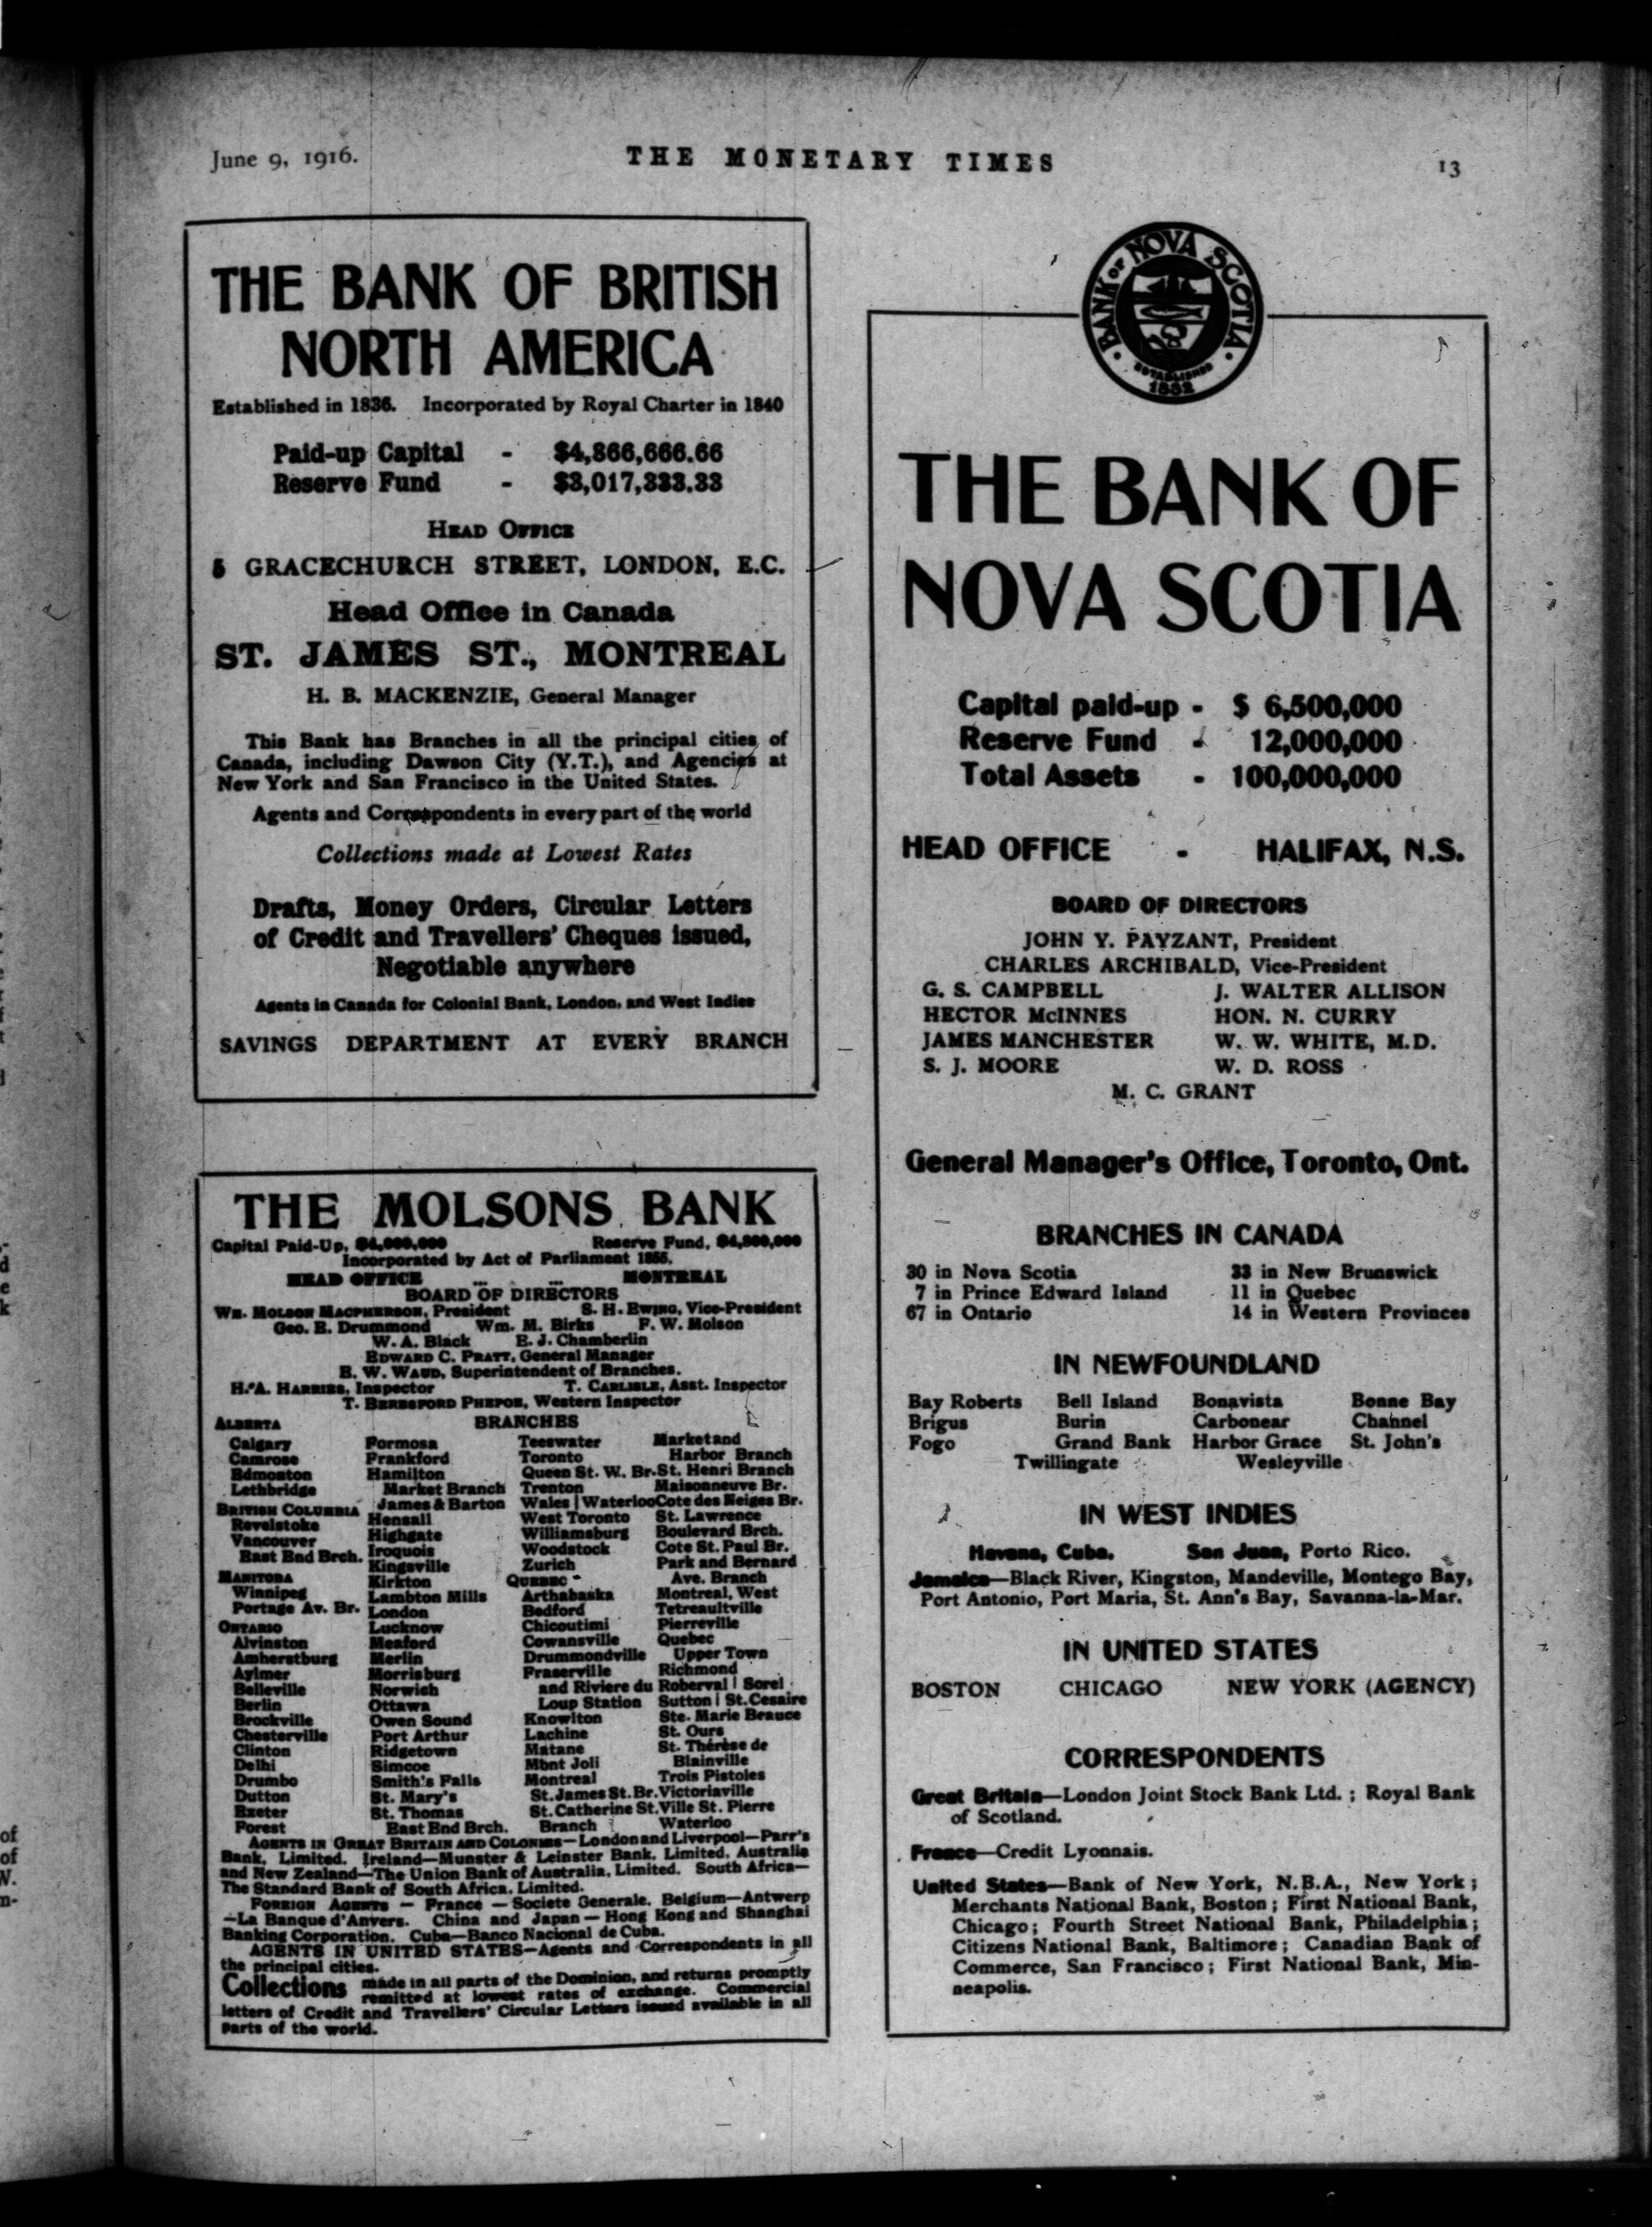 June 9, 1916.
THE MONETARY TIMES
13
THE BANK OF BRITISH
NORTH AMERICA
Established in 1836. Incorporated by Royal Charter in 1840
Paid-up Capital - $4,866,666.66
Reserve Fund - $3,017,333.33
HEAD OFFICE
5 GRACECHURCH STREET, LONDON, E.C.
Head Office in Canada
ST. JAMES ST., MONTREAL
H. B. MACKENZIE, General Manager
This Bank has Branches in all the principal cities of
Canada, including Dawson City (Y.T.), and Agencies at
New York and San Francisco in the United States.
Agents and Correspondents in every part of the world
Collections made at Lowest Rates
Drafts, Money Orders, Circular Letters
of Credit and Travellers' Cheques issued,
Negotiable anywhere
Agents in Canada for Colonial Bank, London, and West Indies
SAVINGS DEPARTMENT AT EVERY BRANCH
THE MOLSONS BANK
Capital Paid-Up, $4,000,000 Reserve Fund, $4,800,000
Incorporated by Act of Parliament 1855.
HEAD OFFICE ... ... MONTREAL
BOARD OF DIRECTORS
WM. MOLSON MACPHERSON, President S. H. EWING, Vice-President
Geo. E. Drummond Wm. M. Birks F. W. Molson
W. A. Black E. J. Chamberlin
EDWARD C. PRATT, General Manager
E. W. WAUD, Superintendent of Branches.
H. A. HARRIES, Inspector T. CARLISLE, Asst. Inspector
T. BERESFORD PHEPOE, Western Inspector
BRANCHES
ALBERTA
Calgary
Camrose
Edmonton
Lethbridge
BRITISH COLUMBIA
Revelstoke
Vancouver
East End Brch.
MANITOBA
Winnipeg
Portage Av. Br.
ONTARIO
Alvinston
Amherstburg
Aylmer
Belleville
Berlin
Brockville
Chesterville
Clinton
Delhi
Drumbo
Dutton
Exeter
Forest
Formosa
Frankford
Hamilton
Market Branch
James & Barton
Hensall
Highgate
Iroquois
Kingsville
Kirkton
Lambton Mills
London
Lucknow
Meaford
Merlin
Morrisburg
Norwich
Ottawa
Owen Sound
Port Arthur
Ridgetown
Simcoe
Smith's Falls
St. Mary's
St. Thomas
East End Brch.
Teeswater
Toronto
Queen St. W. Br.
Trenton
Wales | Waterloo
West Toronto
Williamsburg
Woodstock
Zurich
QUEBEC
Arthabaska
Bedford
Chicoutimi
Cowansville
Drummondville
Fraserville
and Riviere du
Loup Station
Knowlton
Lachine
Matane
Mont Joli
Montreal
St. James St. Br.
St. Catherine St.
Branch
Market and
Harbor Branch
St. Henri Branch
Maisonneuve Br.
Cote des Neiges Br.
St. Lawrence
Boulevard Brch.
Cote St. Paul Br.
Park and Bernard
Ave. Branch
Montreal, West
Tetreaultville
Pierreville
Quebec
Upper Town
Richmond
Roberval | Sorel
Sutton | St. Cesaire
Ste. Marie Beauce
St. Ours
St. Thérèse de
Blainville
Trois Pistoles
Victoriaville
Ville St. Pierre
Waterloo
AGENTS IN GREAT BRITAIN AND COLONIES—London and Liverpool—Parr's
Bank, Limited. Ireland—Munster & Leinster Bank, Limited. Australia
and New Zealand—The Union Bank of Australia, Limited. South Africa—
The Standard Bank of South Africa, Limited.
FOREIGN AGENTS — France — Societe Generale. Belgium—Antwerp
—La Banque d'Anvers. China and Japan — Hong Kong and Shanghai
Banking Corporation. Cuba—Banco Nacional de Cuba.
AGENTS IN UNITED STATES—Agents and Correspondents in all
the principal cities.
Collections made in all parts of the Dominion, and returns promptly
remitted at lowest rates of exchange. Commercial
letters of Credit and Travellers' Circular Letters issued available in all
parts of the world.
BANK OF NOVA SCOTIA
ESTABLISHED
1832
THE BANK OF
NOVA SCOTIA
Capital paid-up - $ 6,500,000
Reserve Fund - 12,000,000
Total Assets - 100,000,000
HEAD OFFICE - HALIFAX, N.S.
BOARD OF DIRECTORS
JOHN Y. PAYZANT, President
CHARLES ARCHIBALD, Vice-President
G. S. CAMPBELL J. WALTER ALLISON
HECTOR McINNES HON. N. CURRY
JAMES MANCHESTER W. W. WHITE, M.D.
S. J. MOORE W. D. ROSS
M. C. GRANT
General Manager's Office, Toronto, Ont.
BRANCHES IN CANADA
30 in Nova Scotia 33 in New Brunswick
7 in Prince Edward Island 11 in Quebec
67 in Ontario 14 in Western Provinces
IN NEWFOUNDLAND
Bay Roberts Bell Island Bonavista Bonne Bay
Brigus Burin Carbonear Channel
Fogo Grand Bank Harbor Grace St. John's
Twillingate Wesleyville
IN WEST INDIES
Havana, Cuba. San Juan, Porto Rico.
Jamaica—Black River, Kingston, Mandeville, Montego Bay,
Port Antonio, Port Maria, St. Ann's Bay, Savanna-la-Mar.
IN UNITED STATES
BOSTON CHICAGO NEW YORK (AGENCY)
CORRESPONDENTS
Great Britain—London Joint Stock Bank Ltd. ; Royal Bank
of Scotland.
France—Credit Lyonnais.
United States—Bank of New York, N.B.A., New York ;
Merchants National Bank, Boston ; First National Bank,
Chicago ; Fourth Street National Bank, Philadelphia ;
Citizens National Bank, Baltimore ; Canadian Bank of
Commerce, San Francisco ; First National Bank, Min-
neapolis.